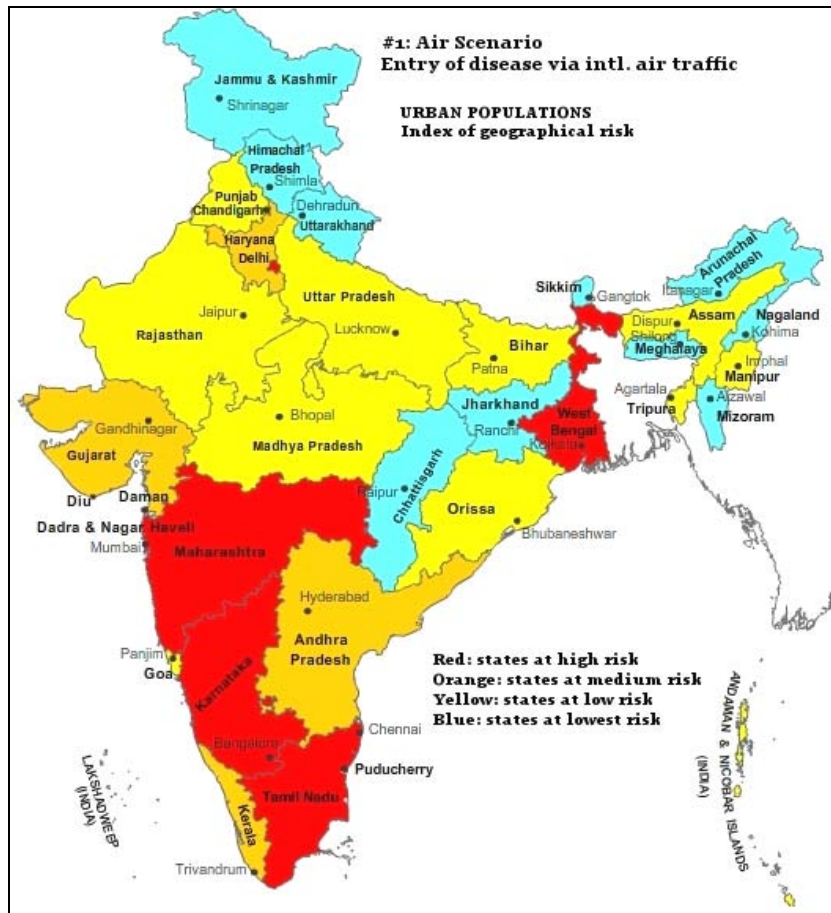 #1: Air Scenario
Entry of disease via intl. air traffic
URBAN POPULATIONS
Index of geographical risk
Jammu & Kashmir
Shrinagar
Himachal
Pradesh
Shimla
Punjab
Chandigarh
Dehradun
Uttarakhand
Haryana
Delhi
Uttar Pradesh
Jaipur
Rajasthan
Lucknow
Bihar
Patna
Sikkim
Gangtok
Arunachal
Pradesh
Itanagar
Assam
Nagaland
Dispur
Shilong
Kohima
Meghalaya
Imphal
Manipur
Agartala
Tripura
Aizawal
Mizoram
Gandhinagar
Gujarat
Bhopal
Madhya Pradesh
Jharkhand
Ranchi
West
Bengal
Kolkata
Diu
Daman
Dadra & Nagar Haveli
Mumbai
Maharashtra
Raipur
Chhattisgarh
Orissa
Bhubaneshwar
Hyderabad
Andhra
Pradesh
Panjim
Goa
Karnataka
Red: states at high risk
Orange: states at medium risk
Yellow: states at low risk
Blue: states at lowest risk
Bangalore
Chennai
Puducherry
Tamil Nadu
Kerala
Trivandrum
LAKSHADWEEP
(INDIA)
ANDAMAN & NICOBAR ISLANDS
(INDIA)